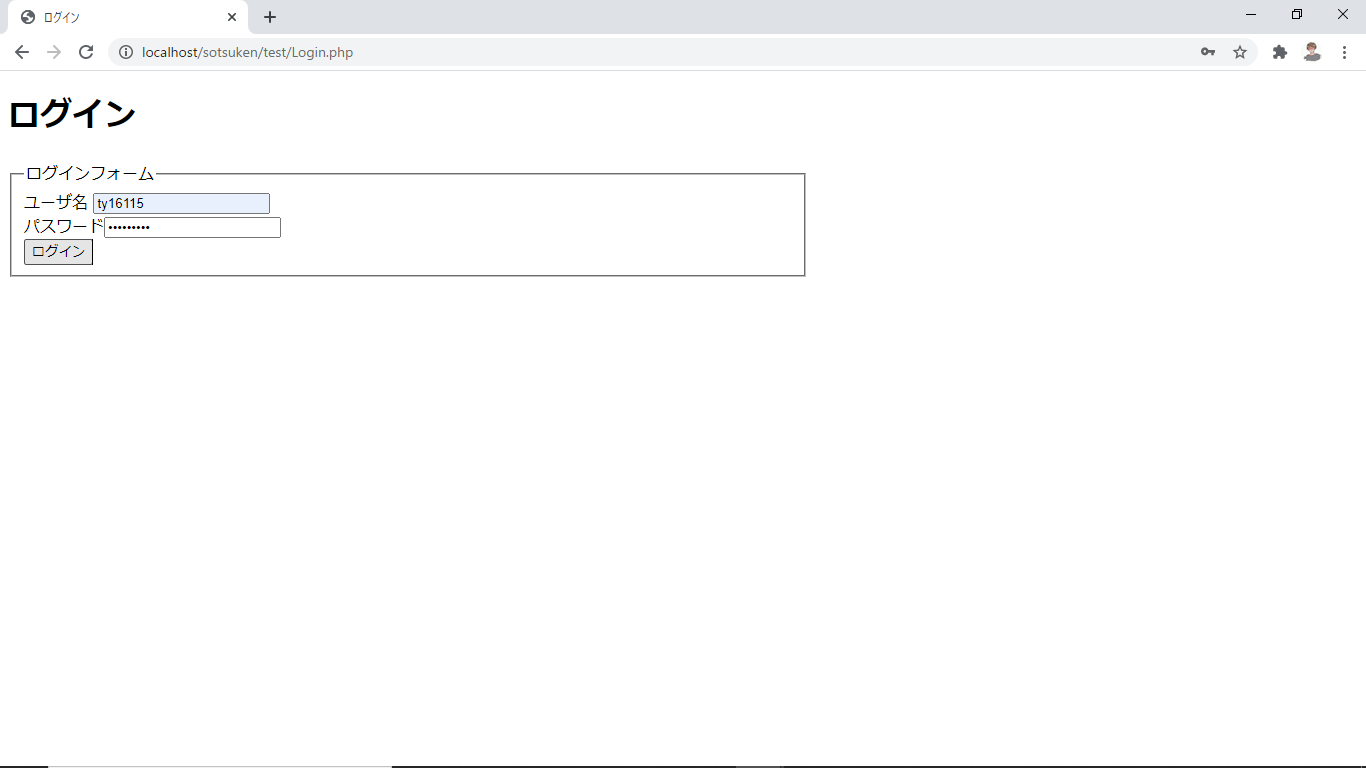 ログイン
localhost/sotsuken/test/Login.php
ログイン
ログインフォーム
ユーザ名 ty16115
パスワード •••••••••
ログイン